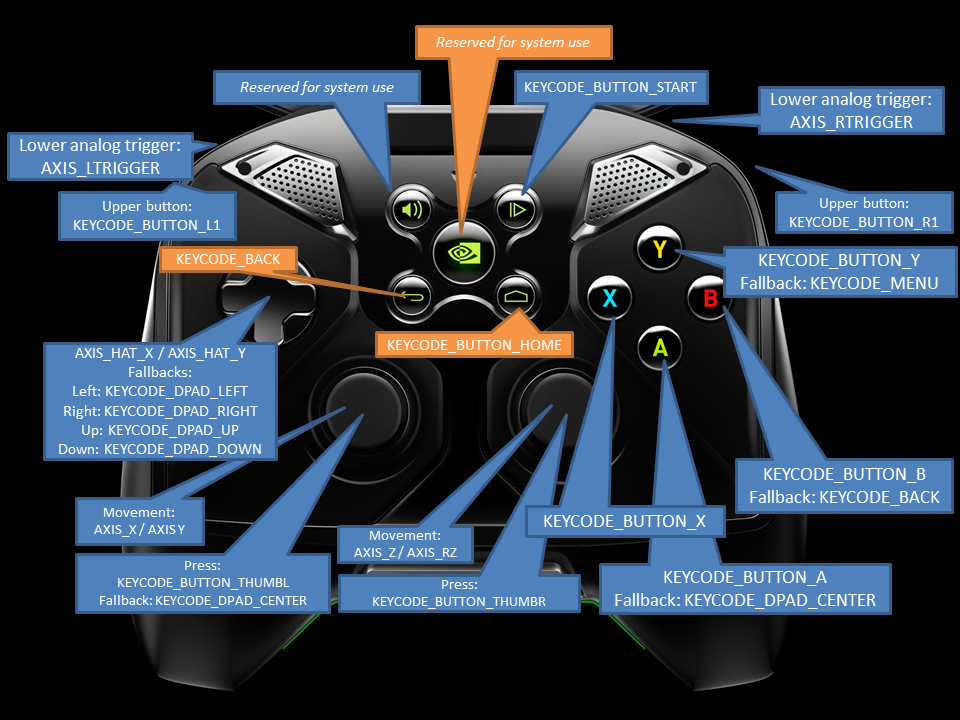 Reserved for system use
Reserved for system use
KEYCODE_BUTTON_START
Lower analog trigger:
AXIS_RTRIGGER
Lower analog trigger:
AXIS_LTRIGGER
Upper button:
KEYCODE_BUTTON_L1
Upper button:
KEYCODE_BUTTON_R1
KEYCODE_BACK
Y
KEYCODE_BUTTON_Y
Fallback: KEYCODE_MENU
X
B
A
KEYCODE_BUTTON_HOME
AXIS_HAT_X / AXIS_HAT_Y
Fallbacks:
Left: KEYCODE_DPAD_LEFT
Right: KEYCODE_DPAD_RIGHT
Up: KEYCODE_DPAD_UP
Down: KEYCODE_DPAD_DOWN
KEYCODE_BUTTON_B
Fallback: KEYCODE_BACK
Movement:
AXIS_X / AXIS Y
KEYCODE_BUTTON_X
Movement:
AXIS_Z / AXIS_RZ
Press:
KEYCODE_BUTTON_THUMBL
Fallback: KEYCODE_DPAD_CENTER
Press:
KEYCODE_BUTTON_THUMBR
KEYCODE_BUTTON_A
Fallback: KEYCODE_DPAD_CENTER